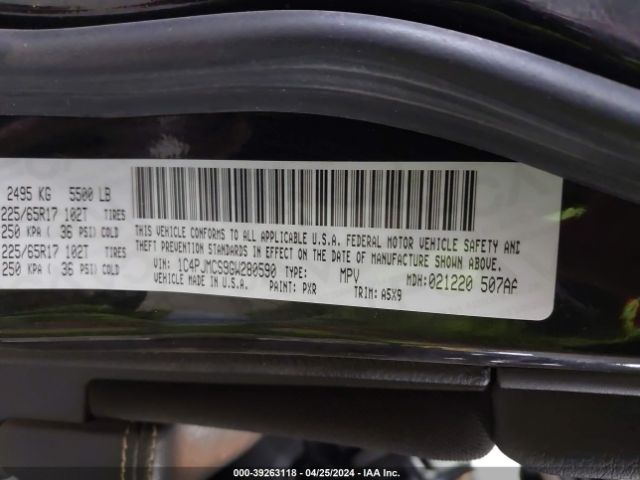 2495 KG 5500 LB
225/65R17 102T TIRES
250 KPA ( 36 PSI) COLD
225/65R17 102T TIRES
250 KPA ( 36 PSI) COLD
THIS VEHICLE CONFORMS TO ALL APPLICABLE U.S.A. FEDERAL MOTOR VEHICLE SAFETY AND
THEFT PREVENTION STANDARDS IN EFFECT ON THE DATE OF MANUFACTURE SHOWN ABOVE.
VIN: 1C4PJMCS9GW280590 TYPE: MPV MDH:021220 507AA
VEHICLE MADE IN U.S.A. PAINT: PXR TRIM: A5X9
000-39263118 - 04/25/2024 - IAA Inc.